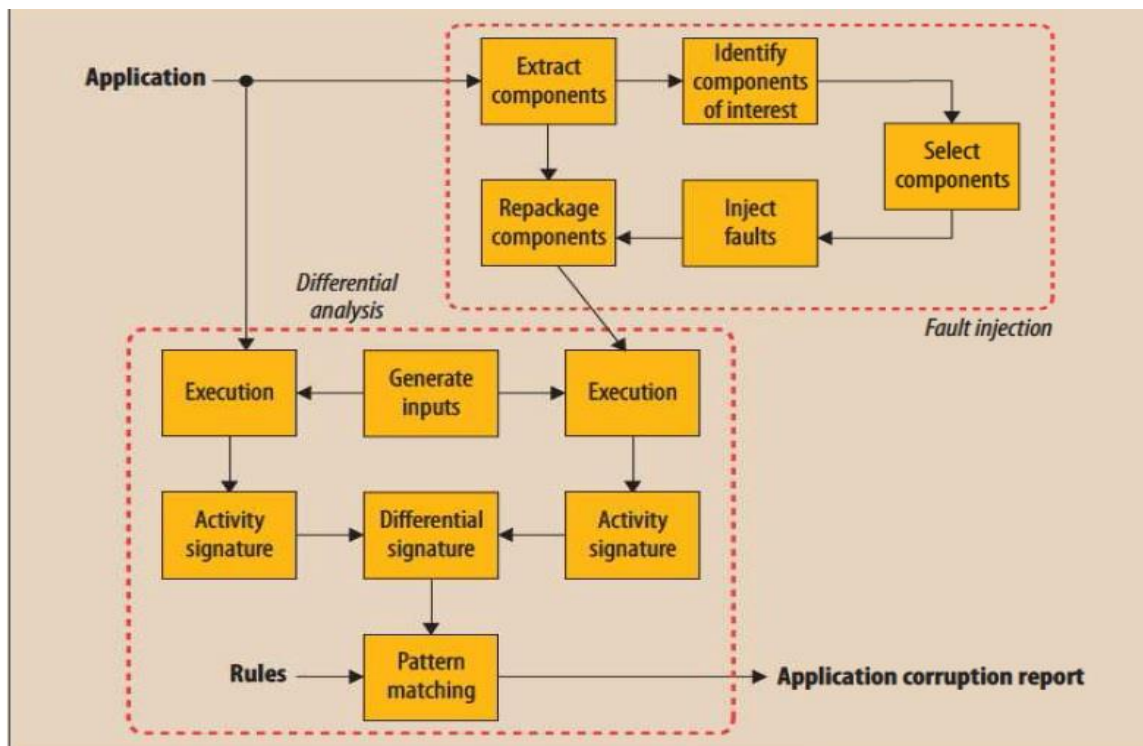 Application
Extract
components
Identify
components
of interest
Select
components
Repackage
components
Inject
faults
Differential
analysis
Fault injection
Execution
Generate
inputs
Execution
Activity
signature
Differential
signature
Activity
signature
Rules
Pattern
matching
Application corruption report